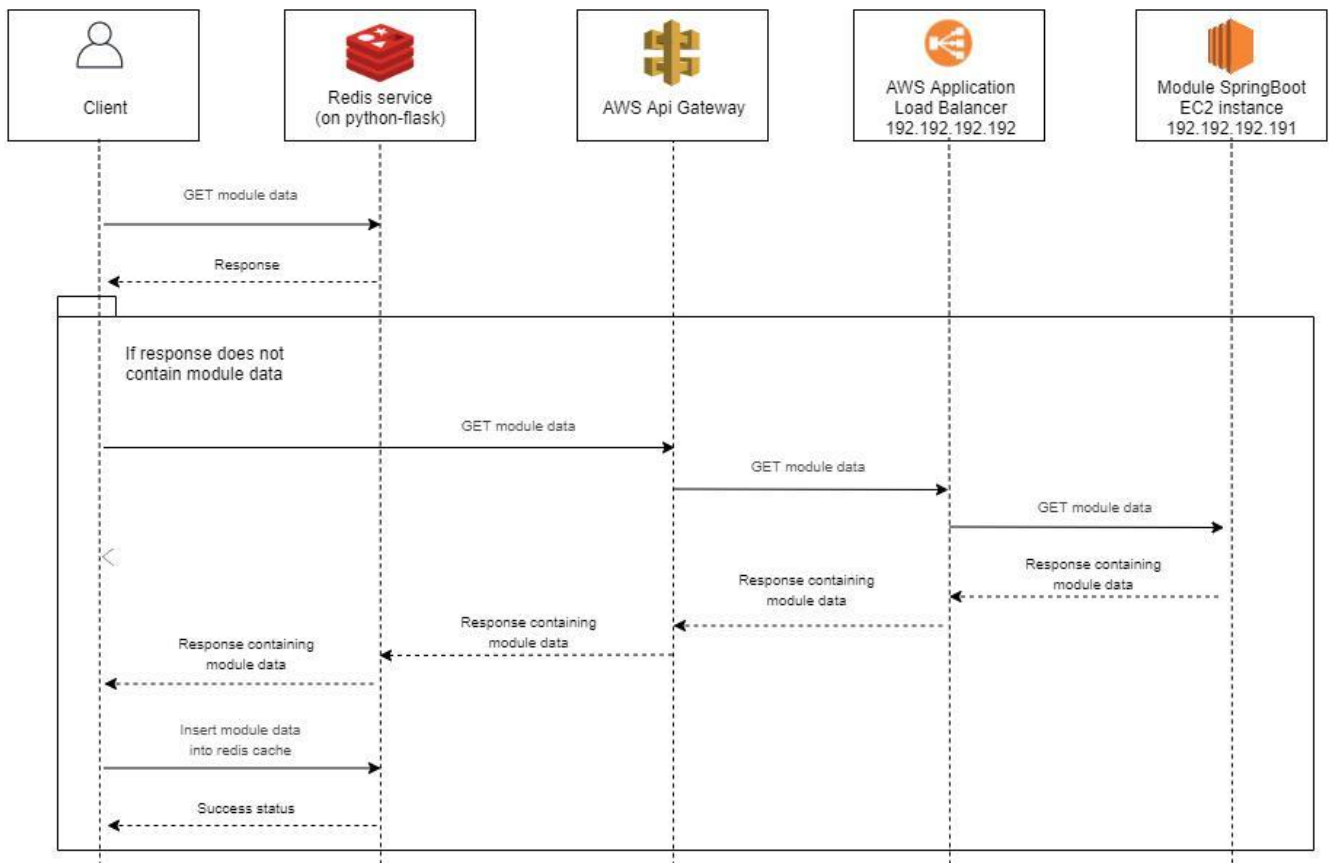 Client
Redis service
(on python-flask)
AWS Api Gateway
AWS Application
Load Balancer
192.192.192.192
Module SpringBoot
EC2 instance
192.192.192.191
GET module data
Response
If response does not
contain module data
GET module data
GET module data
GET module data
Response containing
module data
Response containing
module data
Response containing
module data
Response containing
module data
Insert module data
into redis cache
Success status